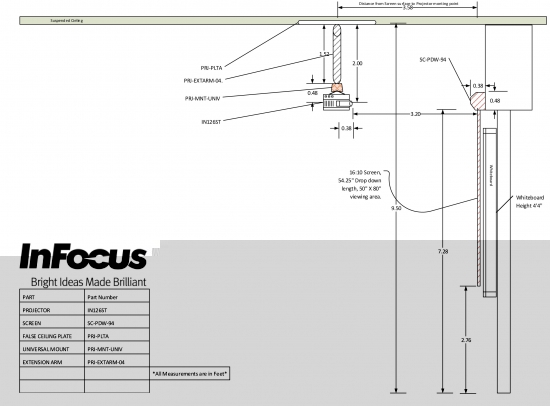 Distance from Screen surface to Projector mounting point
3.58
Suspended Ceiling
1.52
2.00
PRJ-PLTA
PRJ-EXTARM-04
PRJ-MNT-UNIV
IN126ST
0.48
0.38
3.20
SC-PDW-94
0.38
0.48
16:10 Screen,
54.25" Drop down
length, 50" X 80"
viewing area.
Whiteboard
Whiteboard
Height 4'4"
9.50
7.28
2.76
InFocus
Bright Ideas Made Brilliant
PART Part Number
PROJECTOR IN126ST
SCREEN SC-PDW-94
FALSE CEILING PLATE PRJ-PLTA
UNIVERSAL MOUNT PRJ-MNT-UNIV
EXTENSION ARM PRJ-EXTARM-04
*All Measurements are in Feet*